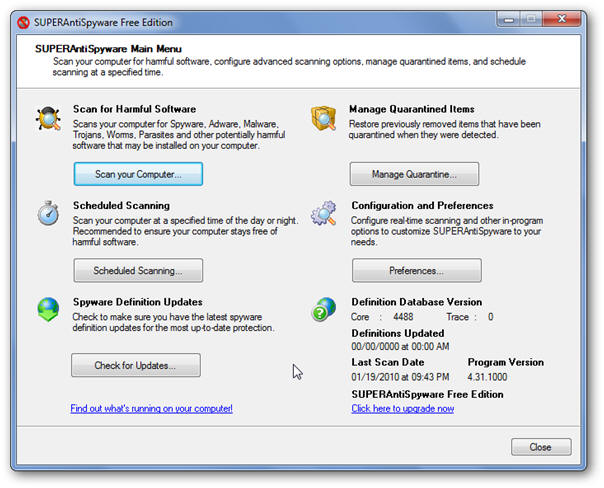 SUPERAntiSpyware Free Edition
SUPERAntiSpyware Main Menu
Scan your computer for harmful software, configure advanced scanning options, manage quarantined items, and schedule
scanning at a specified time.
Scan for Harmful Software
Scans your computer for Spyware, Adware, Malware,
Trojans, Worms, Parasites and other potentially harmful
software that may be installed on your computer.
Scan your Computer...
Manage Quarantined Items
Restore previously removed items that have been
quarantined when they were detected.
Manage Quarantine...
Scheduled Scanning
Scan your computer at a specified time of the day or night.
Recommended to ensure your computer stays free of
harmful software.
Scheduled Scanning...
Configuration and Preferences
Configure real-time scanning and other in-program
options to customize SUPERAntiSpyware to your
needs.
Preferences...
Spyware Definition Updates
Check to make sure you have the latest spyware
definition updates for the most up-to-date protection.
Check for Updates...
Find out what's running on your computer!
Definition Database Version
Core : 4488 Trace : 0
Definitions Updated
00/00/0000 at 00:00 AM
Last Scan Date Program Version
01/19/2010 at 09:43 PM 4.31.1000
SUPERAntiSpyware Free Edition
Click here to upgrade now
Close